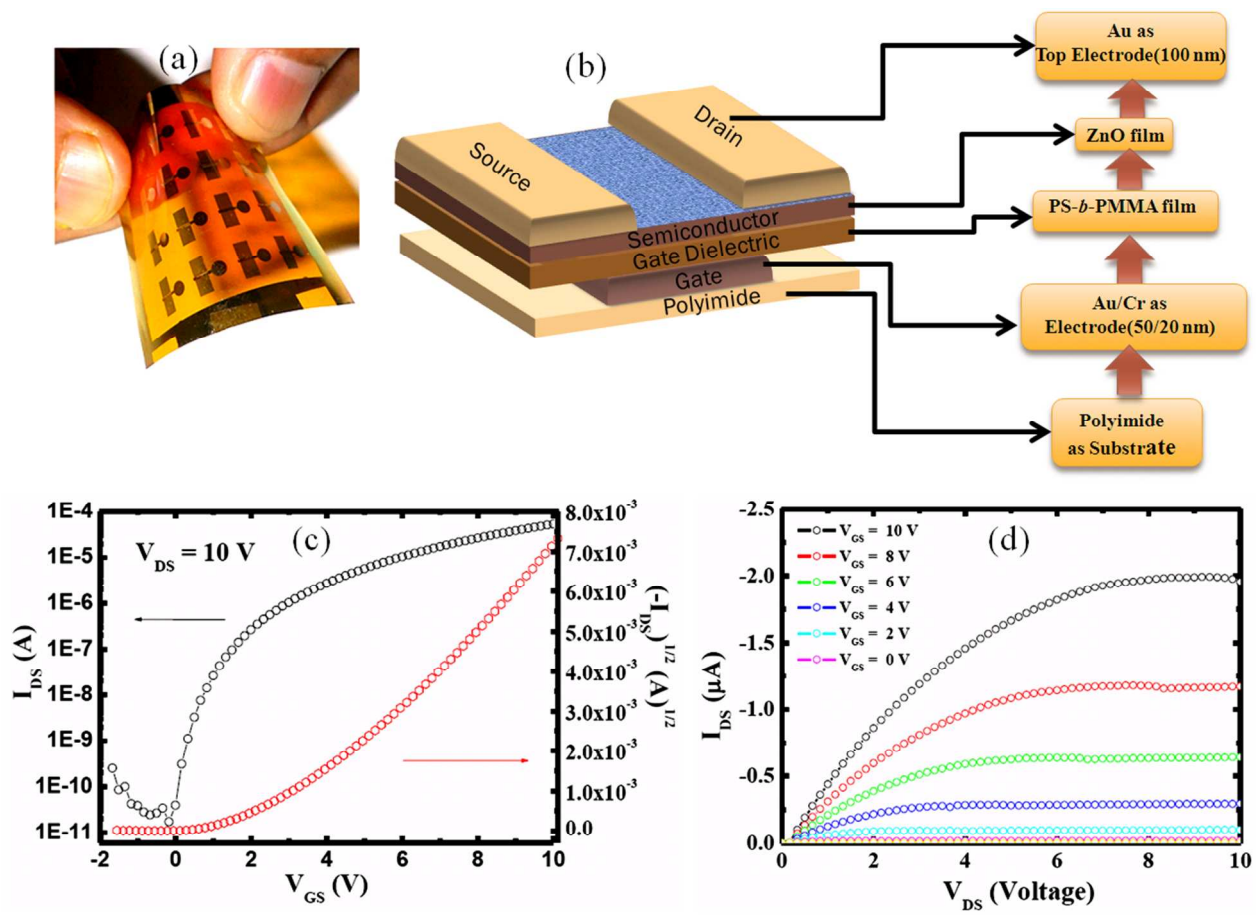 (a)
(b)
Source
Drain
Semiconductor
Gate Dielectric
Gate
Polyimide
Au as
Top Electrode(100 nm)
ZnO film
PS-b-PMMA film
Au/Cr as
Electrode(50/20 nm)
Polyimide
as Substrate
(c)
V_DS = 10 V
I_DS (A)
1E-4
1E-5
1E-6
1E-7
1E-8
1E-9
1E-10
1E-11
-2 0 2 4 6 8 10
V_GS (V)
8.0x10⁻³
7.0x10⁻³
6.0x10⁻³
5.0x10⁻³
4.0x10⁻³
3.0x10⁻³
2.0x10⁻³
1.0x10⁻³
0.0
(-I_DS)^1/2 (A)^1/2
(d)
V_GS = 10 V
V_GS = 8 V
V_GS = 6 V
V_GS = 4 V
V_GS = 2 V
V_GS = 0 V
I_DS (µA)
-2.5
-2.0
-1.5
-1.0
-0.5
0.0
0 2 4 6 8 10
V_DS (Voltage)